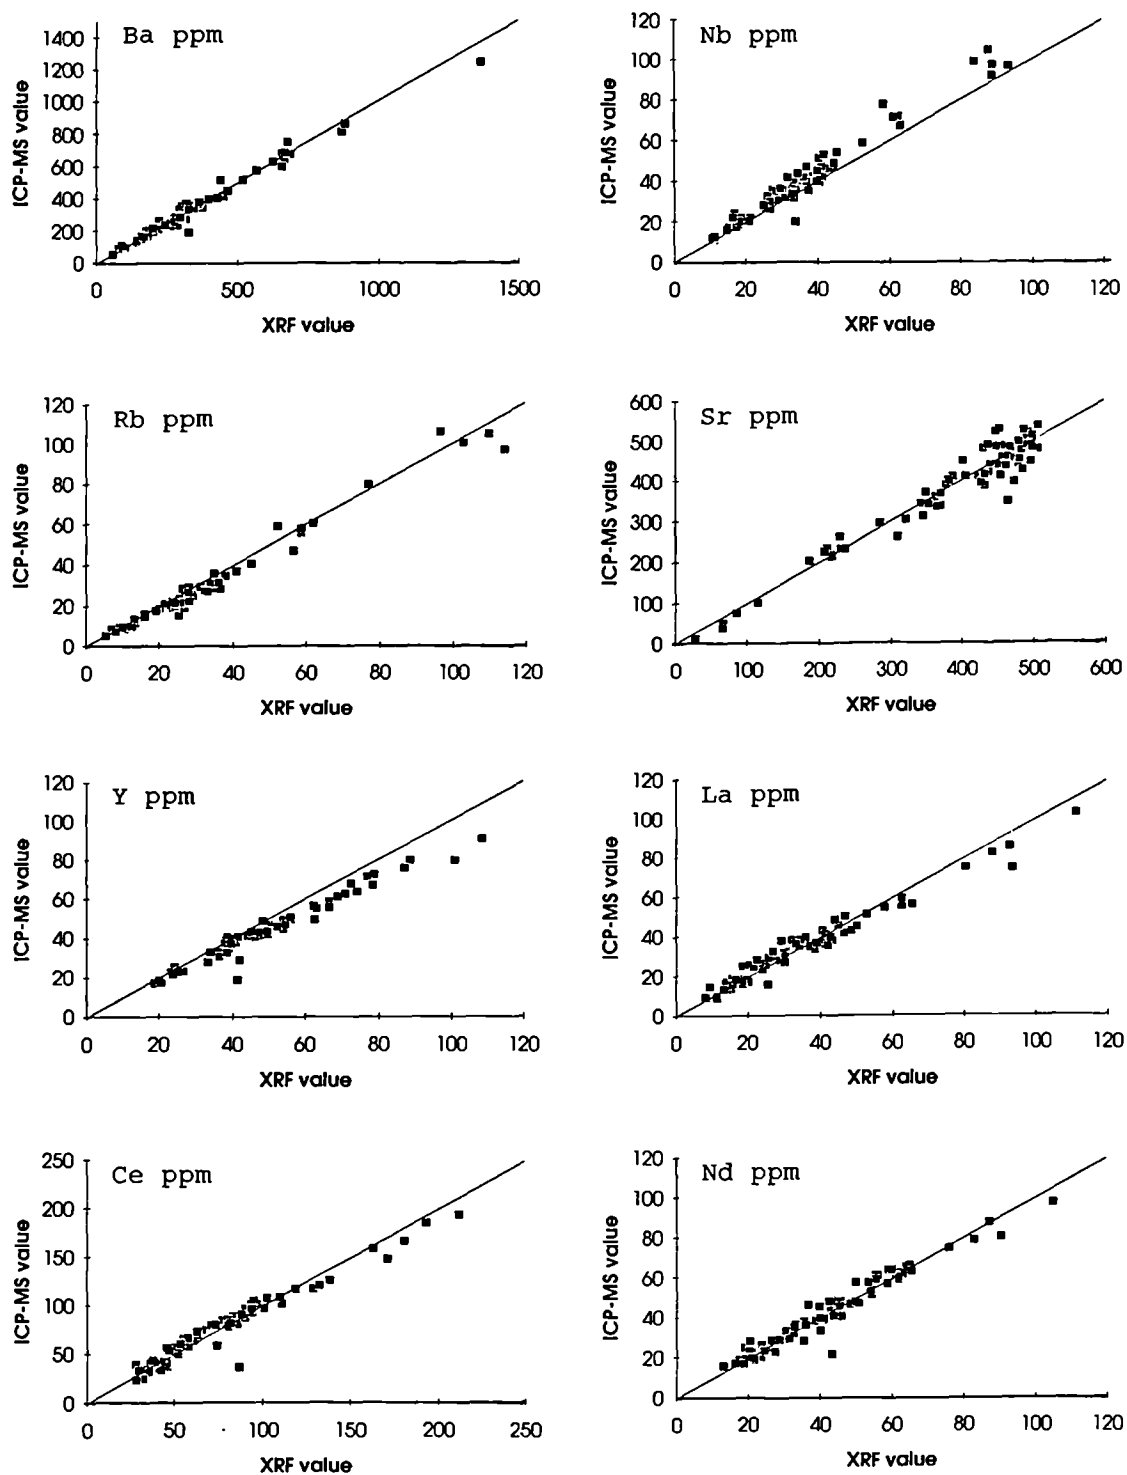 Ba ppm
1400
1200
1000
800
600
400
200
0
ICP-MS value
0 500 1000 1500
XRF value
Nb ppm
120
100
80
60
40
20
0
ICP-MS value
0 20 40 60 80 100 120
XRF value
Rb ppm
120
100
80
60
40
20
0
ICP-MS value
0 20 40 60 80 100 120
XRF value
Sr ppm
600
500
400
300
200
100
0
ICP-MS value
0 100 200 300 400 500 600
XRF value
Y ppm
120
100
80
60
40
20
0
ICP-MS value
0 20 40 60 80 100 120
XRF value
La ppm
120
100
80
60
40
20
0
ICP-MS value
0 20 40 60 80 100 120
XRF value
Ce ppm
250
200
150
100
50
0
ICP-MS value
0 50 100 150 200 250
XRF value
Nd ppm
120
100
80
60
40
20
0
ICP-MS value
0 20 40 60 80 100 120
XRF value